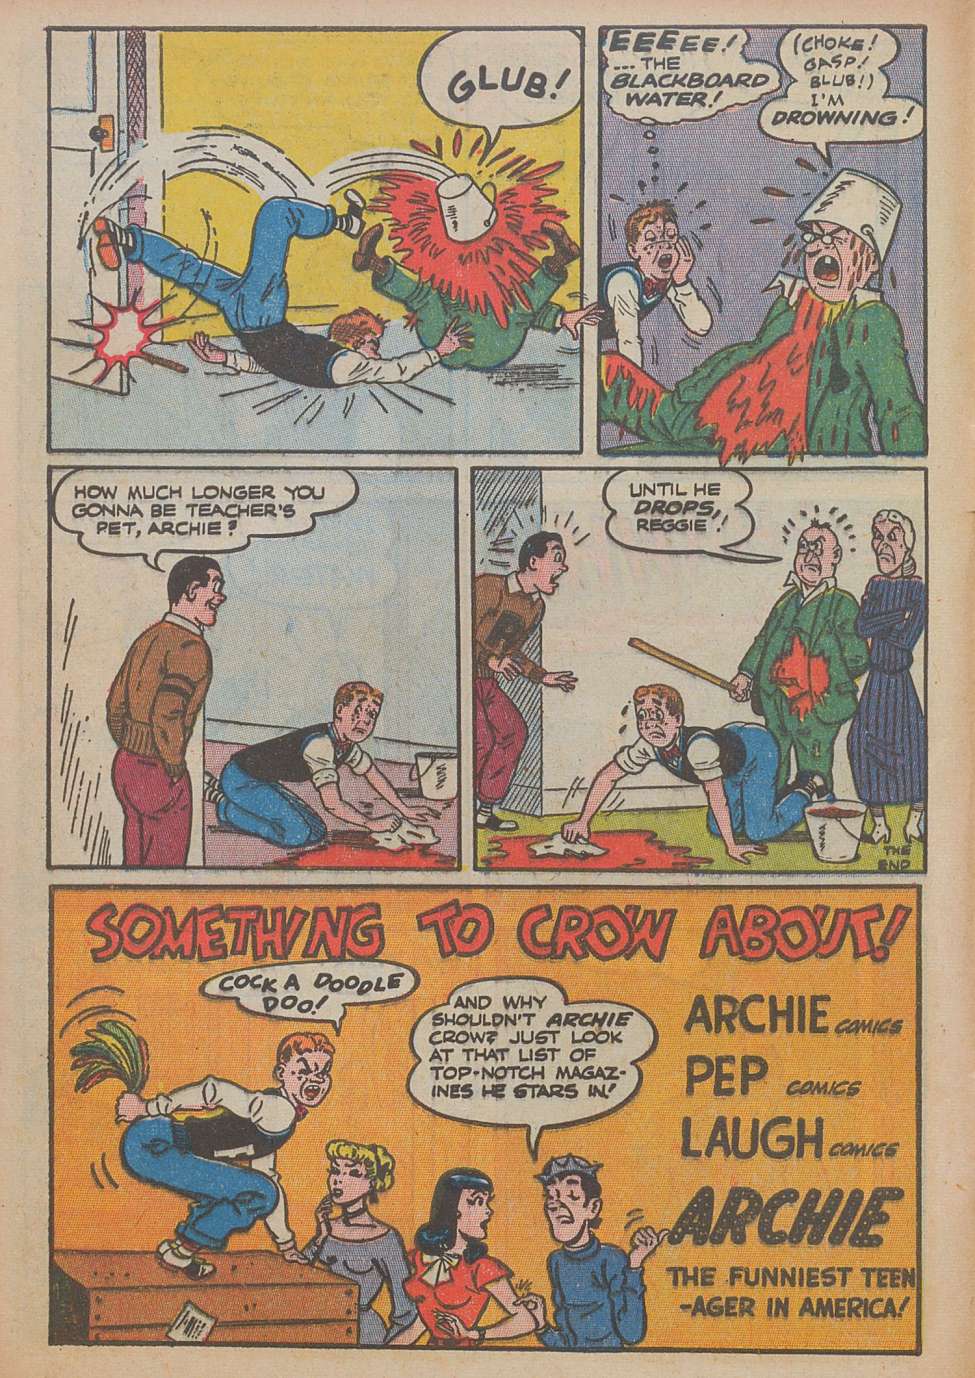 GLUB!
EEEEEE!
...THE
BLACKBOARD
WATER!
(CHOKE!
GASP!
BLUB!)
I'M
DROWNING!
HOW MUCH LONGER YOU
GONNA BE TEACHER'S
PET, ARCHIE?
UNTIL HE
DROPS,
REGGIE!
THE
END
SOMETHING TO CROW ABOUT!
COCK A DOODLE
DOO!
AND WHY
SHOULDN'T ARCHIE
CROW? JUST LOOK
AT THAT LIST OF
TOP-NOTCH MAGAZ-
INES HE STARS IN!
ARCHIE COMICS
PEP COMICS
LAUGH COMICS
ARCHIE
THE FUNNIEST TEEN
-AGER IN AMERICA!